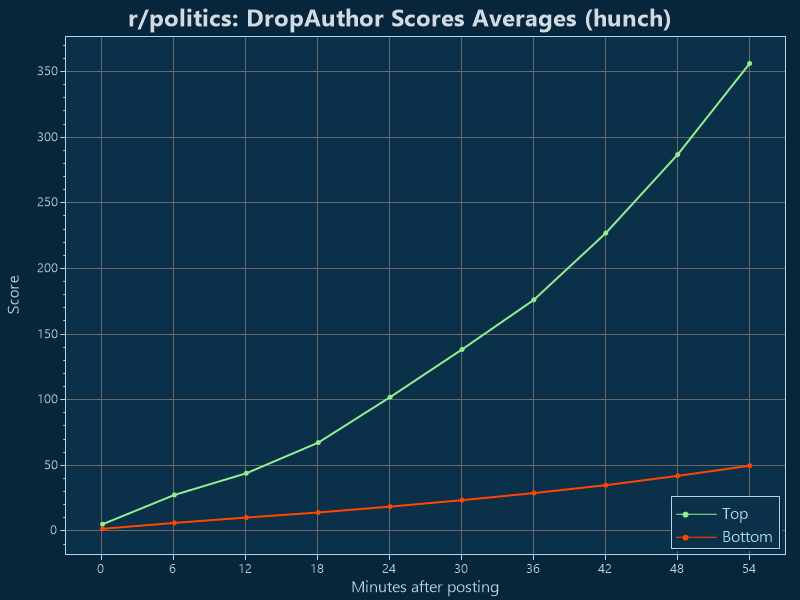 r/politics: DropAuthor Scores Averages (hunch)
350
300
250
200
150
100
50
0
Score
0 6 12 18 24 30 36 42 48 54
Minutes after posting
Top
Bottom